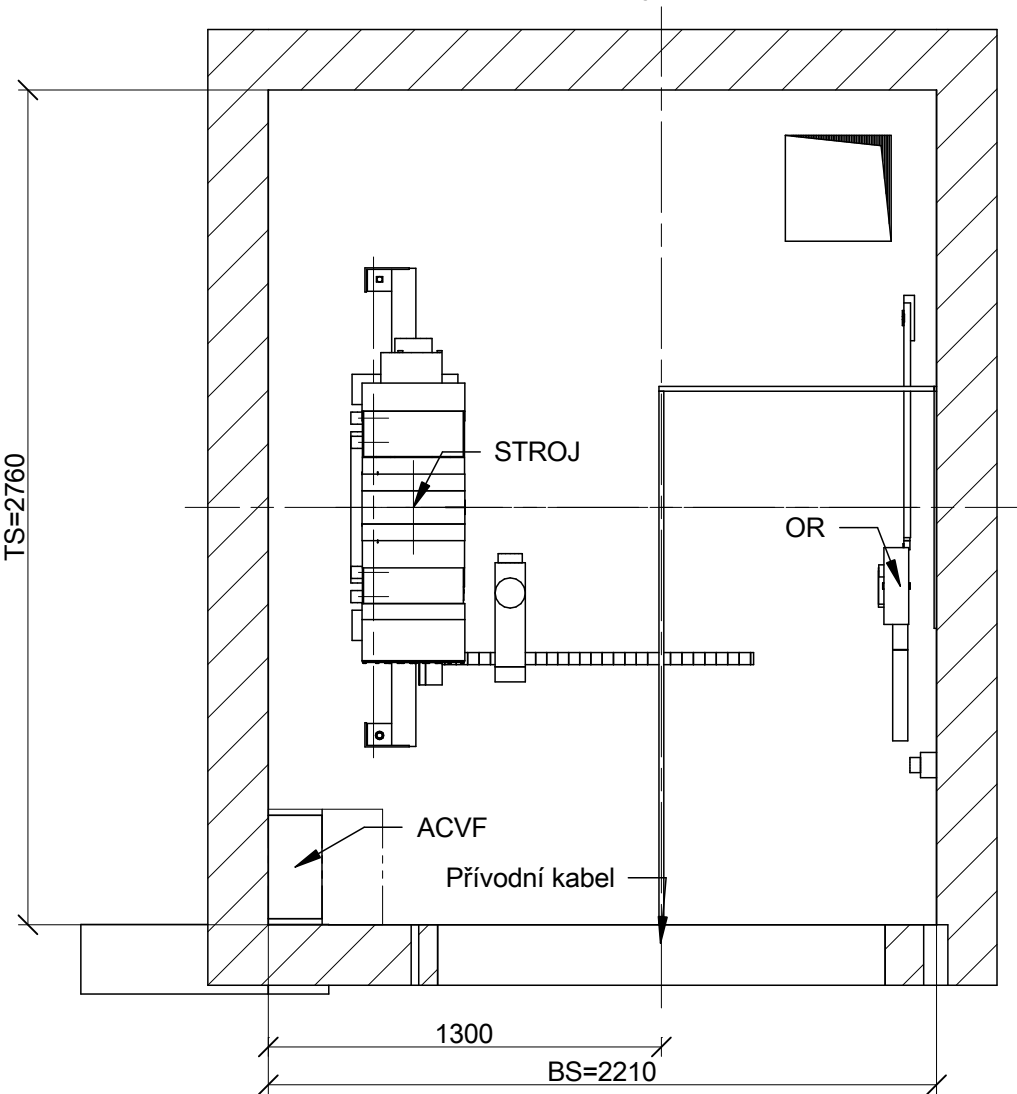 STROJ
TS=2760
OR
ACVF
Přívodní kabel
1300
BS=2210